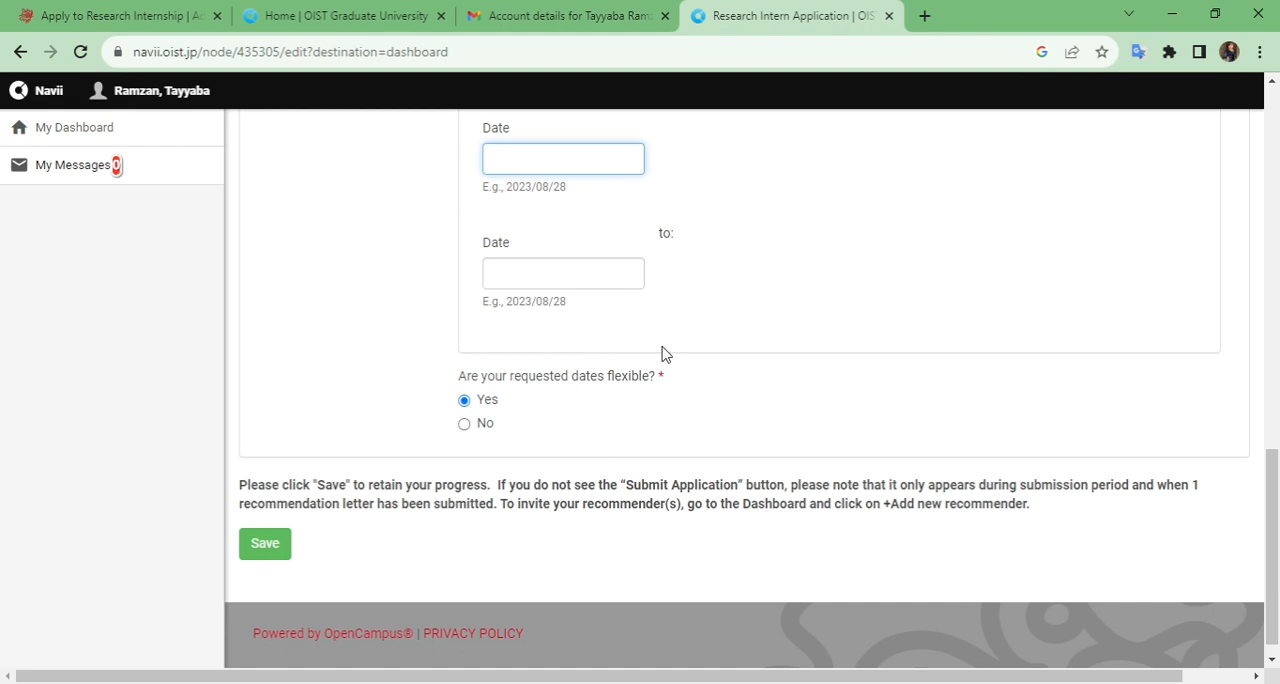 Apply to Research Internship | Ac
Home | OIST Graduate University
Account details for Tayyaba Ram
Research Intern Application | OIS
navii.oist.jp/node/435305/edit?destination=dashboard
Navii
Ramzan, Tayyaba
My Dashboard
My Messages 0
Date
E.g., 2023/08/28
to:
Date
E.g., 2023/08/28
Are your requested dates flexible? *
Yes
No
Please click "Save" to retain your progress. If you do not see the “Submit Application” button, please note that it only appears during submission period and when 1
recommendation letter has been submitted. To invite your recommender(s), go to the Dashboard and click on +Add new recommender.
Save
Powered by OpenCampus® | PRIVACY POLICY